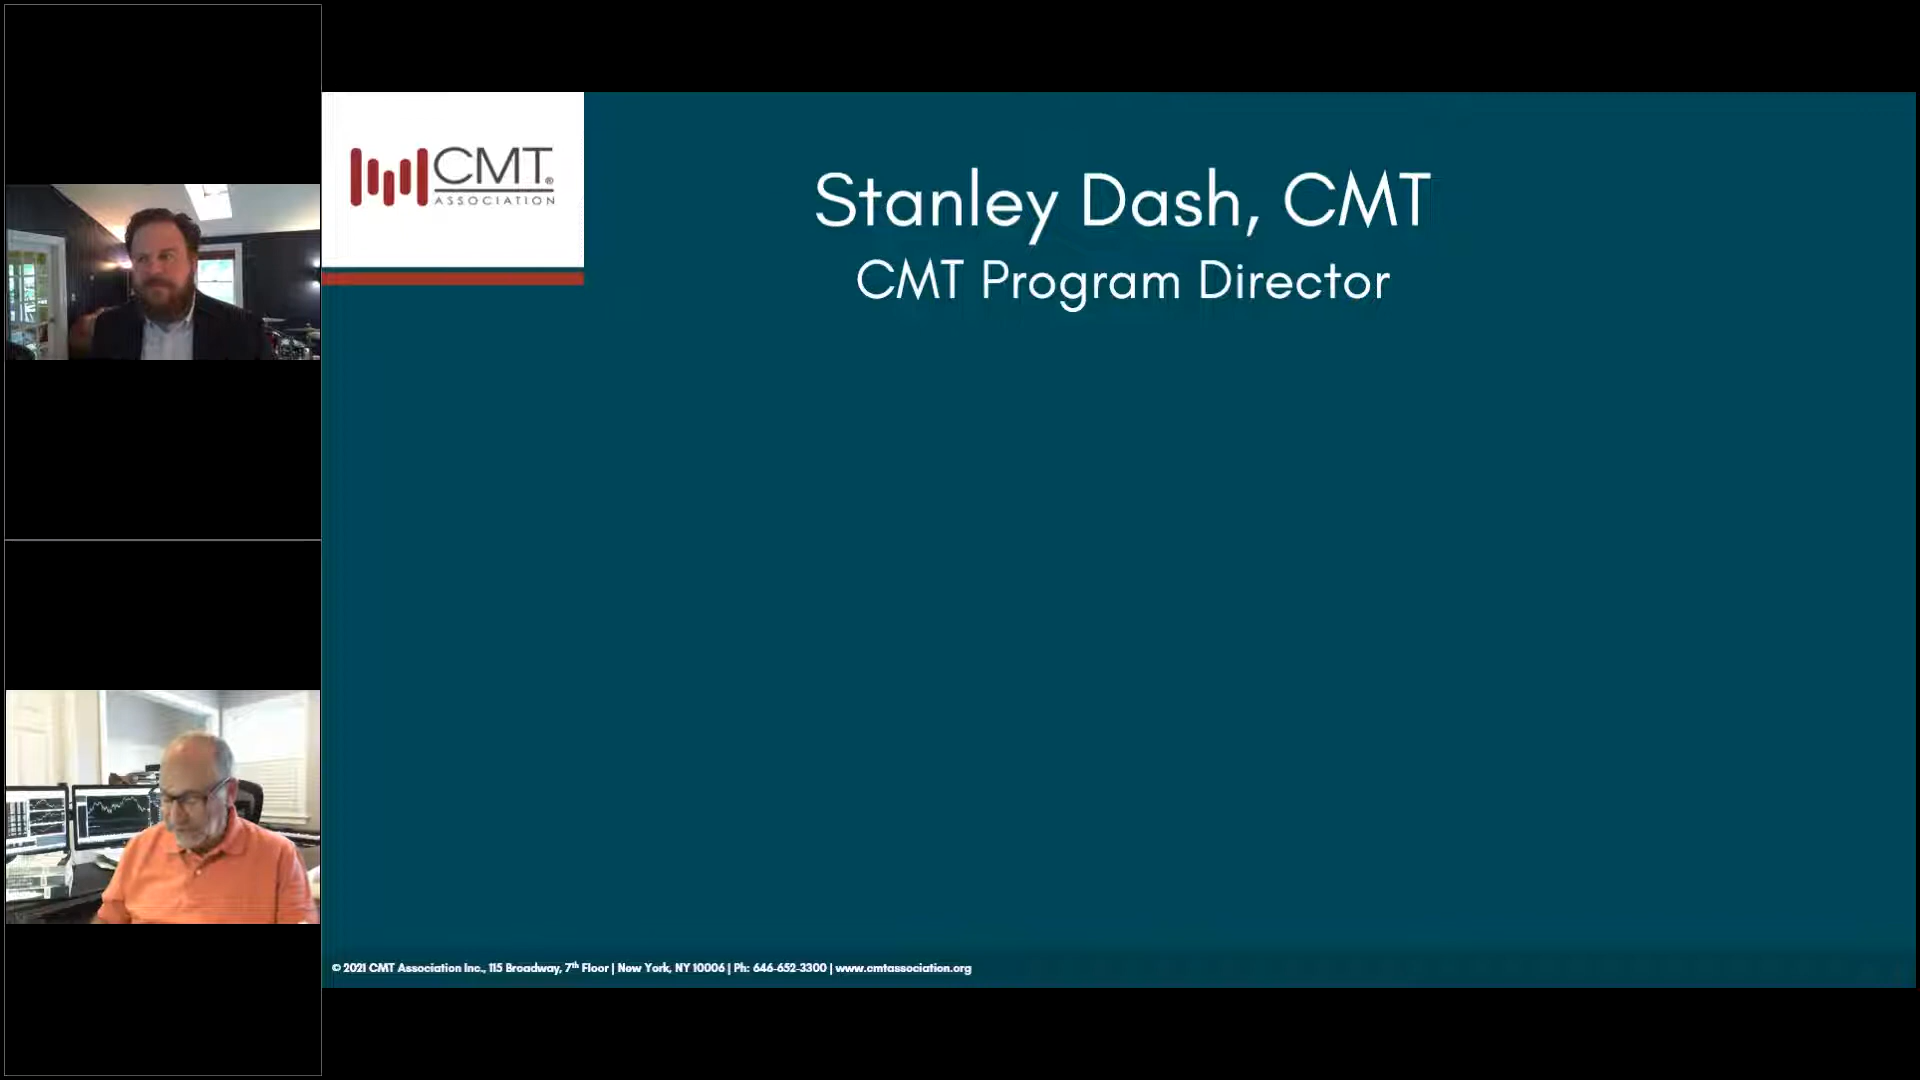 CMT®
ASSOCIATION
Stanley Dash, CMT
CMT Program Director
© 2021 CMT Association Inc., 115 Broadway, 7th Floor | New York, NY 10006 | Ph: 646-652-3300 | www.cmtassociation.org